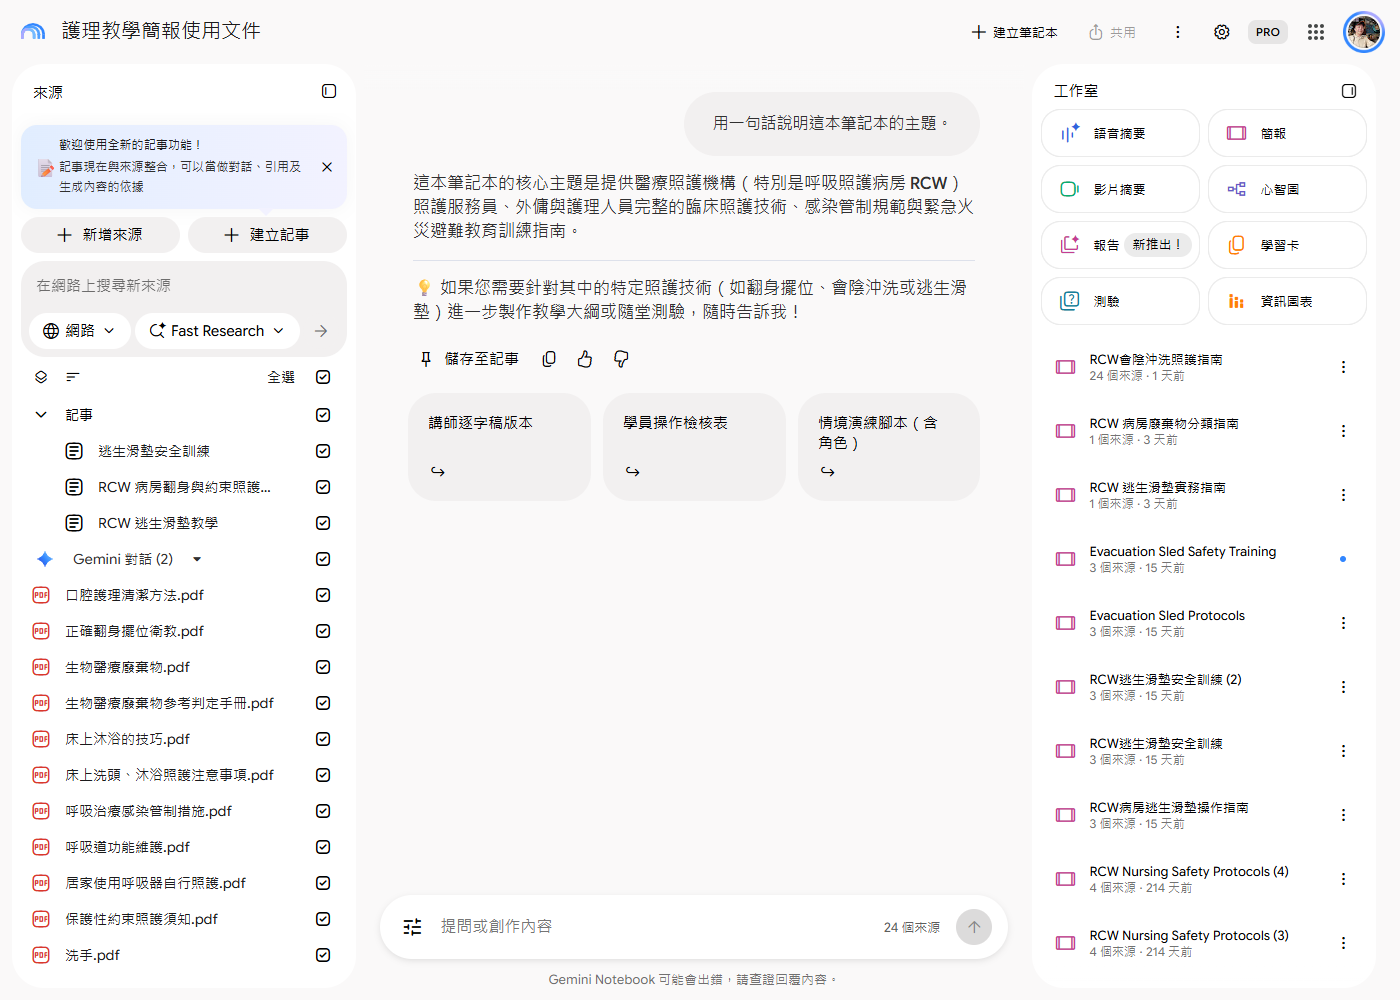 護理教學簡報使用文件
建立筆記本
共用
PRO
來源
歡迎使用全新的記事功能！
記事現在與來源整合，可以當做對話、引用及
生成內容的依據
新增來源
建立記事
在網路上搜尋新來源
網路
Fast Research
全選
記事
逃生滑墊安全訓練
RCW 病房翻身與約束照護...
RCW 逃生滑墊教學
Gemini 對話 (2)
口腔護理清潔方法.pdf
正確翻身擺位衛教.pdf
生物醫療廢棄物.pdf
生物醫療廢棄物參考判定手冊.pdf
床上沐浴的技巧.pdf
床上洗頭、沐浴照護注意事項.pdf
呼吸治療感染管制措施.pdf
呼吸道功能維護.pdf
居家使用呼吸器自行照護.pdf
保護性約束照護須知.pdf
洗手.pdf
用一句話說明這本筆記本的主題。
這本筆記本的核心主題是提供醫療照護機構（特別是呼吸照護病房 RCW）
照護服務員、外傭與護理人員完整的臨床照護技術、感染管制規範與緊急火
災避難教育訓練指南。
💡 如果您需要針對其中的特定照護技術（如翻身擺位、會陰沖洗或逃生滑
墊）進一步製作教學大綱或隨堂測驗，隨時告訴我！
儲存至記事
講師逐字稿版本
學員操作檢核表
情境演練腳本（含
角色）
提問或創作內容
24 個來源
Gemini Notebook 可能會出錯，請查證回覆內容。
工作室
語音摘要
簡報
影片摘要
心智圖
報告
新推出！
學習卡
測驗
資訊圖表
RCW會陰沖洗照護指南
24 個來源 · 1 天前
RCW 病房廢棄物分類指南
1 個來源 · 3 天前
RCW 逃生滑墊實務指南
1 個來源 · 3 天前
Evacuation Sled Safety Training
3 個來源 · 15 天前
Evacuation Sled Protocols
3 個來源 · 15 天前
RCW逃生滑墊安全訓練 (2)
3 個來源 · 15 天前
RCW逃生滑墊安全訓練
3 個來源 · 15 天前
RCW病房逃生滑墊操作指南
3 個來源 · 15 天前
RCW Nursing Safety Protocols (4)
4 個來源 · 214 天前
RCW Nursing Safety Protocols (3)
4 個來源 · 214 天前